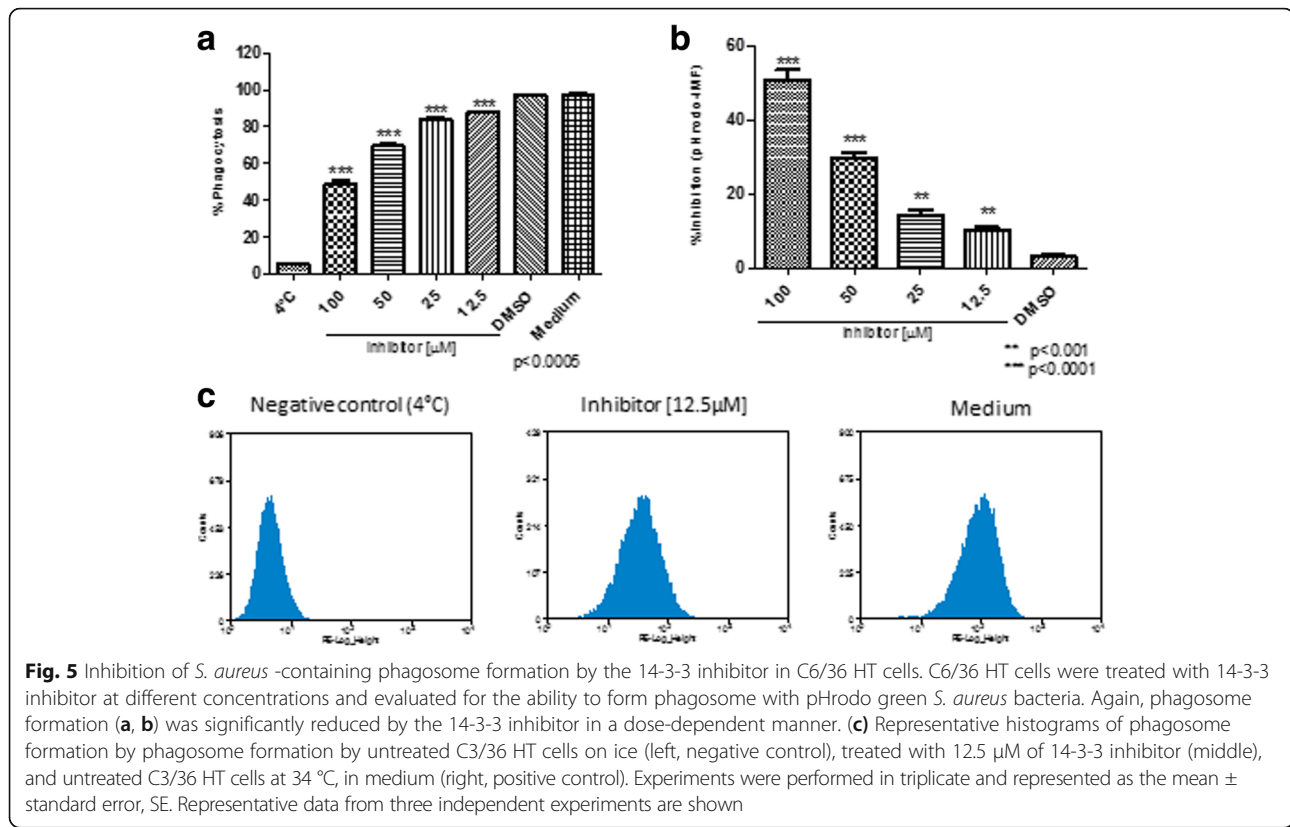 a
120
100
80
60
40
20
0
% Phagocytosis
***
***
***
***
4ºC
100
50
25
12.5
DMSO
Medium
Inhibitor [µM]
p<0.0005
b
60
40
20
0
%Inhibition (pHrodo-IMF)
***
***
**
**
100
50
25
12.5
DMSO
Inhibitor [µM]
** p<0.001
*** p<0.0001
c
Negative control (4ºC)
Inhibitor [12.5µM]
Medium
Counts
Counts
Counts
Fig. 5 Inhibition of S. aureus -containing phagosome formation by the 14-3-3 inhibitor in C6/36 HT cells. C6/36 HT cells were treated with 14-3-3
inhibitor at different concentrations and evaluated for the ability to form phagosome with pHrodo green S. aureus bacteria. Again, phagosome
formation (a, b) was significantly reduced by the 14-3-3 inhibitor in a dose-dependent manner. (c) Representative histograms of phagosome
formation by phagosome formation by untreated C3/36 HT cells on ice (left, negative control), treated with 12.5 µM of 14-3-3 inhibitor (middle),
and untreated C3/36 HT cells at 34 °C, in medium (right, positive control). Experiments were performed in triplicate and represented as the mean ±
standard error, SE. Representative data from three independent experiments are shown